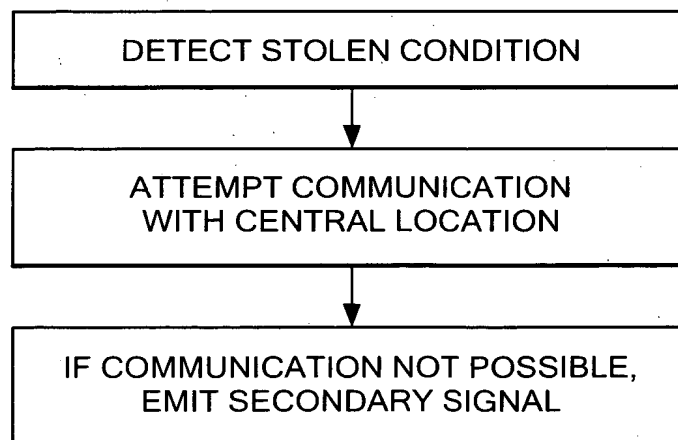 DETECT STOLEN CONDITION
ATTEMPT COMMUNICATION
WITH CENTRAL LOCATION
IF COMMUNICATION NOT POSSIBLE,
EMIT SECONDARY SIGNAL